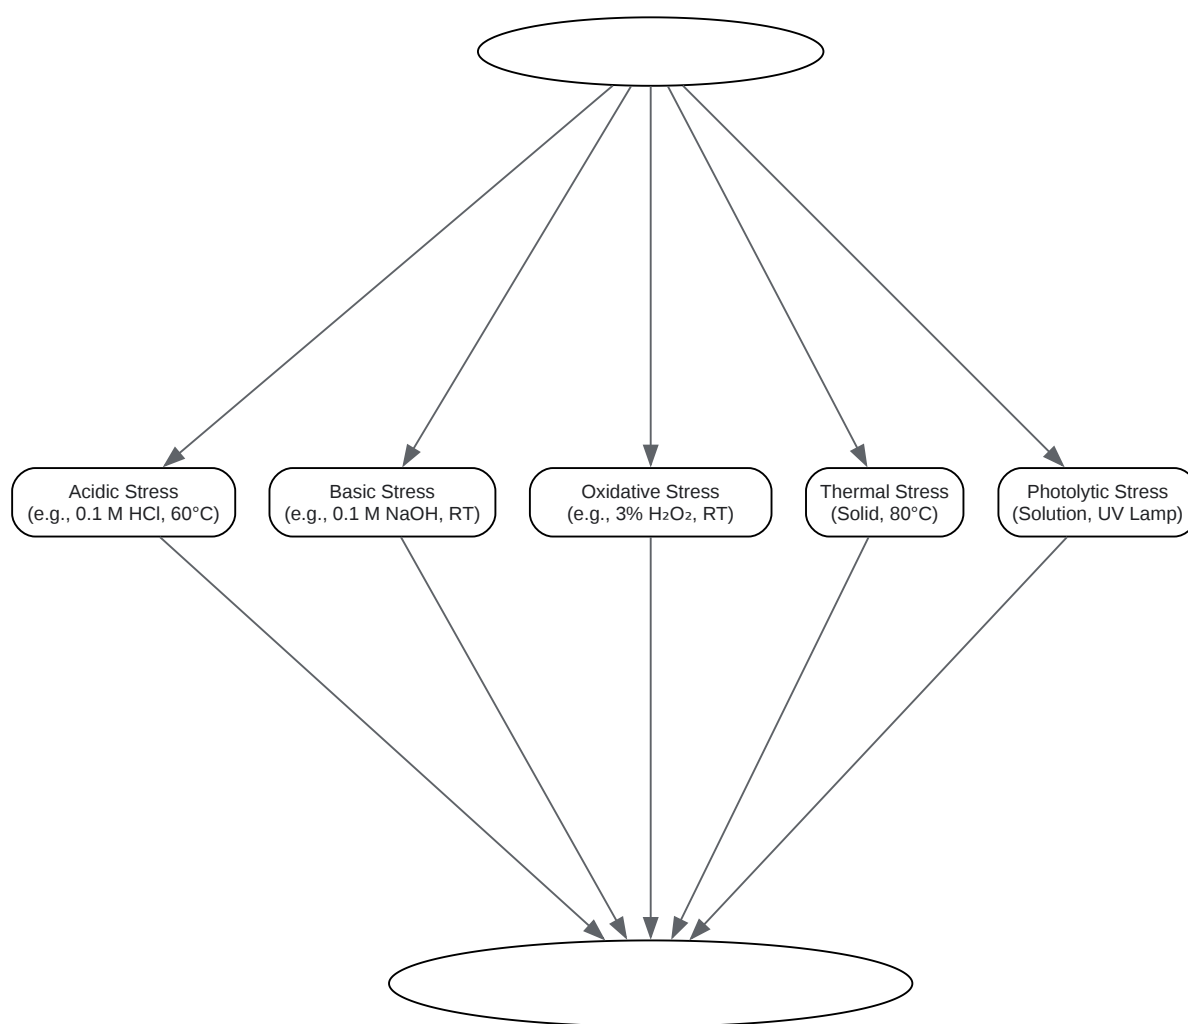 Acidic Stress
(e.g., 0.1 M HCl, 60°C)
Basic Stress
(e.g., 0.1 M NaOH, RT)
Oxidative Stress
(e.g., 3% H₂O₂, RT)
Thermal Stress
(Solid, 80°C)
Photolytic Stress
(Solution, UV Lamp)